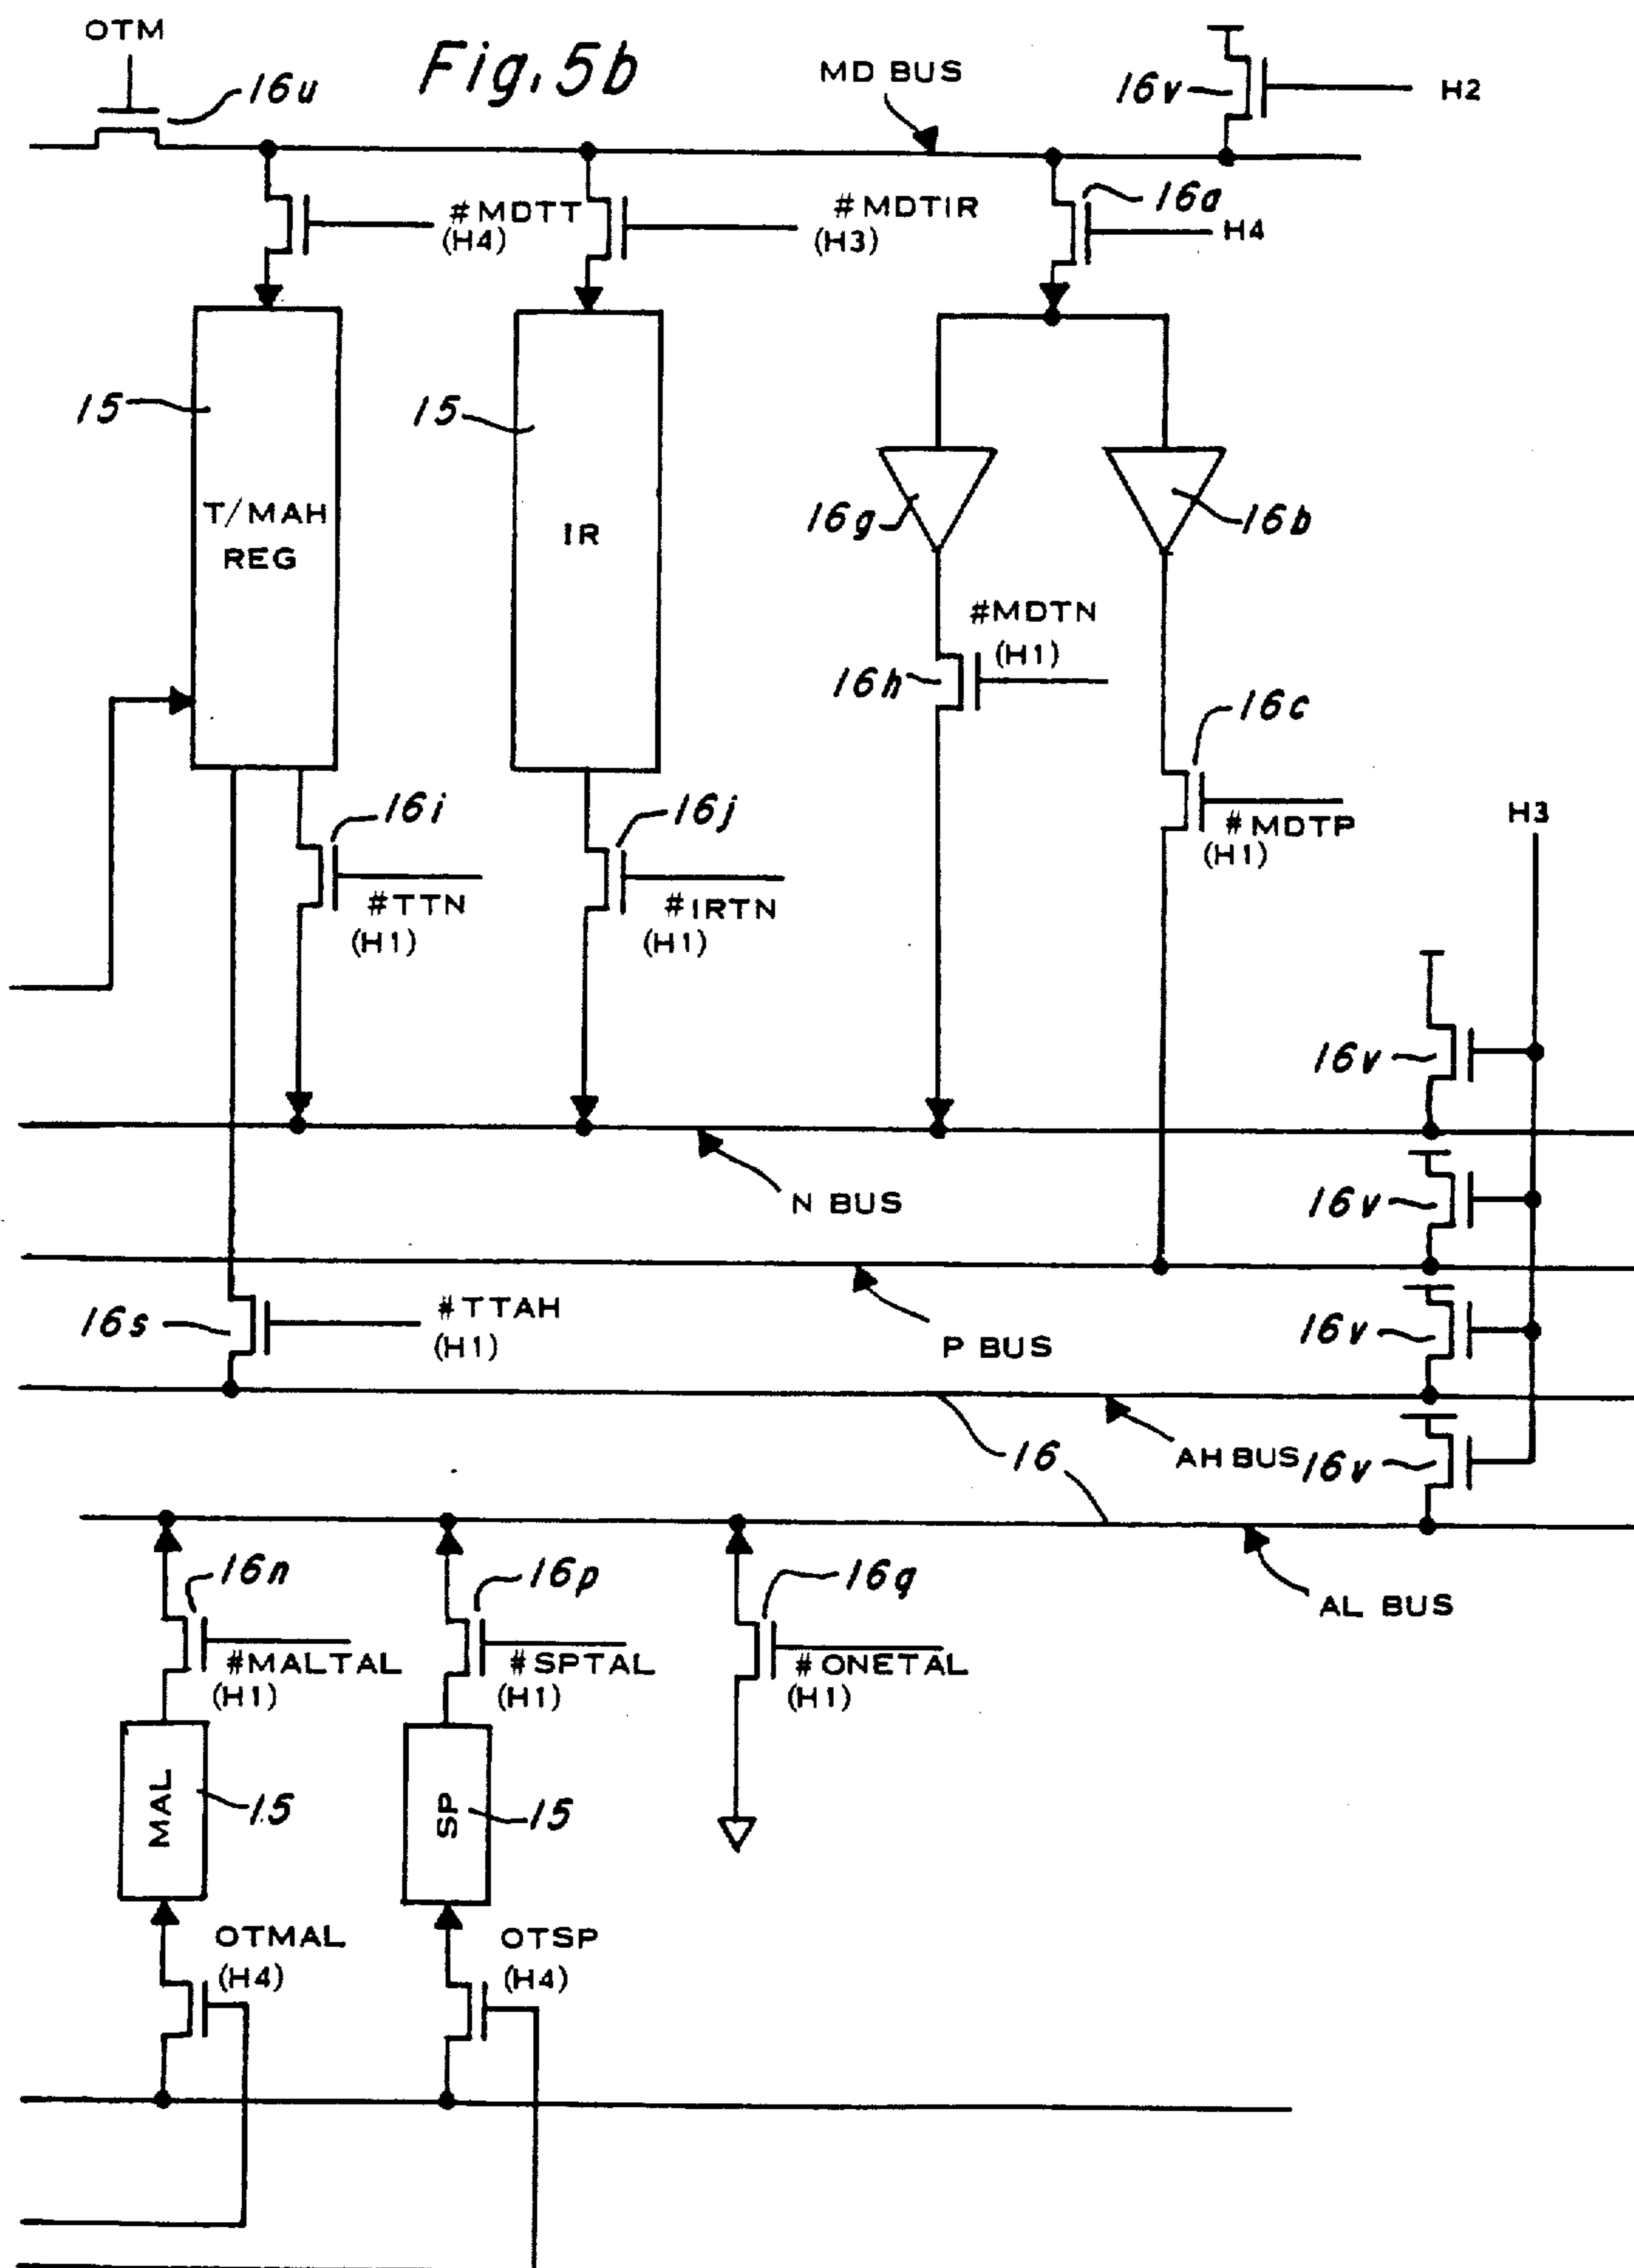 OTM
Fig. 5b
16u
MD BUS
16v
H2
#MDTT
(H4)
#MDTIR
(H3)
16a
H4
15
15
T/MAH
REG
IR
16g
16b
#MDTN
(H1)
16h
16c
#MDTP
(H1)
H3
16i
#TTN
(H1)
16j
#IRTN
(H1)
16v
N BUS
16v
16s
#TTAH
(H1)
P BUS
16v
16
AH BUS
16v
16n
#MALTAL
(H1)
16p
#SPTAL
(H1)
16q
#ONETAL
(H1)
AL BUS
MAL
15
SP
15
OTMAL
(H4)
OTSP
(H4)